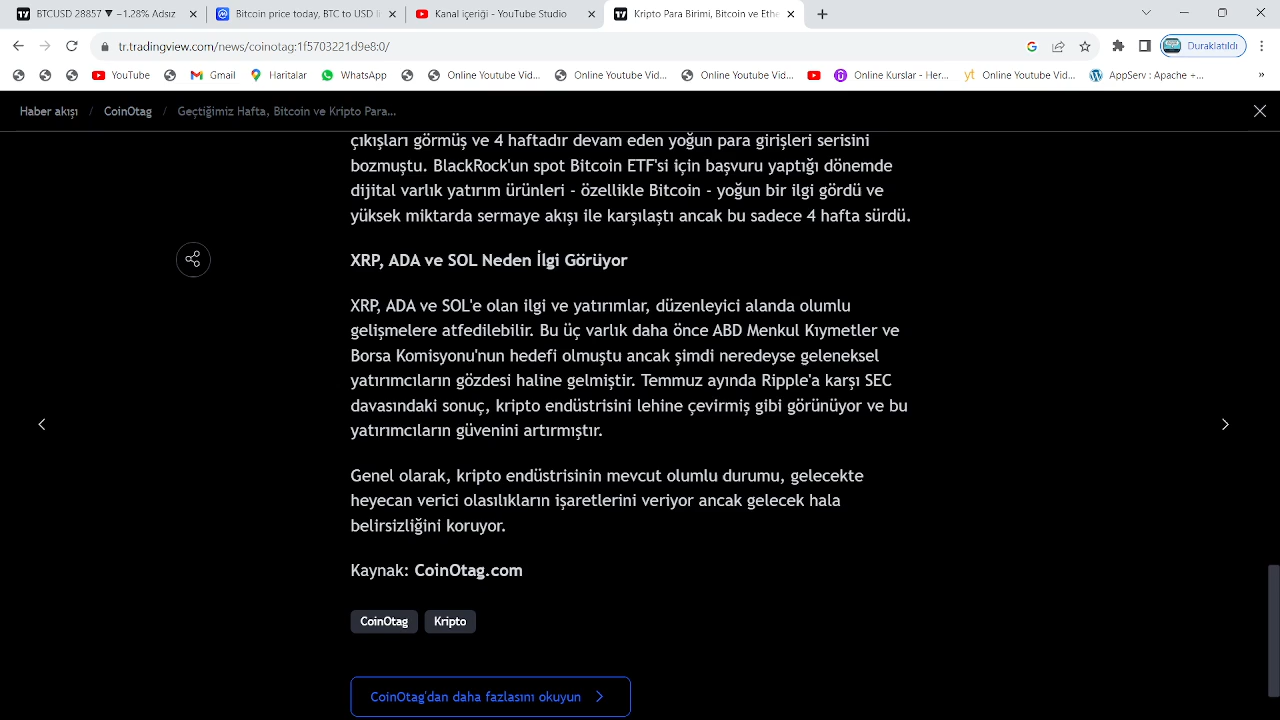 BTCUSD 28857 ▼ −1.28% Adsız
Bitcoin price today, BTC to USD li
Kanal içeriği - YouTube Studio
Kripto Para Birimi, Bitcoin ve Ethe
tr.tradingview.com/news/coinotag:1f5703221d9e8:0/
Duraklatıldı
YouTube
Gmail
Haritalar
WhatsApp
Online Youtube Vid...
Online Youtube Vid...
Online Youtube Vid...
Online Kurslar - Her...
Online Youtube Vid...
AppServ : Apache +...
»
Haber akışı / CoinOtag / Geçtiğimiz Hafta, Bitcoin ve Kripto Para...
çıkışları görmüş ve 4 haftadır devam eden yoğun para girişleri serisini
bozmuştu. BlackRock'un spot Bitcoin ETF'si için başvuru yaptığı dönemde
dijital varlık yatırım ürünleri - özellikle Bitcoin - yoğun bir ilgi gördü ve
yüksek miktarda sermaye akışı ile karşılaştı ancak bu sadece 4 hafta sürdü.
XRP, ADA ve SOL Neden İlgi Görüyor
XRP, ADA ve SOL'e olan ilgi ve yatırımlar, düzenleyici alanda olumlu
gelişmelere atfedilebilir. Bu üç varlık daha önce ABD Menkul Kıymetler ve
Borsa Komisyonu'nun hedefi olmuştu ancak şimdi neredeyse geleneksel
yatırımcıların gözdesi haline gelmiştir. Temmuz ayında Ripple'a karşı SEC
davasındaki sonuç, kripto endüstrisini lehine çevirmiş gibi görünüyor ve bu
yatırımcıların güvenini artırmıştır.
Genel olarak, kripto endüstrisinin mevcut olumlu durumu, gelecekte
heyecan verici olasılıkların işaretlerini veriyor ancak gelecek hala
belirsizliğini koruyor.
Kaynak: CoinOtag.com
CoinOtag
Kripto
CoinOtag'dan daha fazlasını okuyun